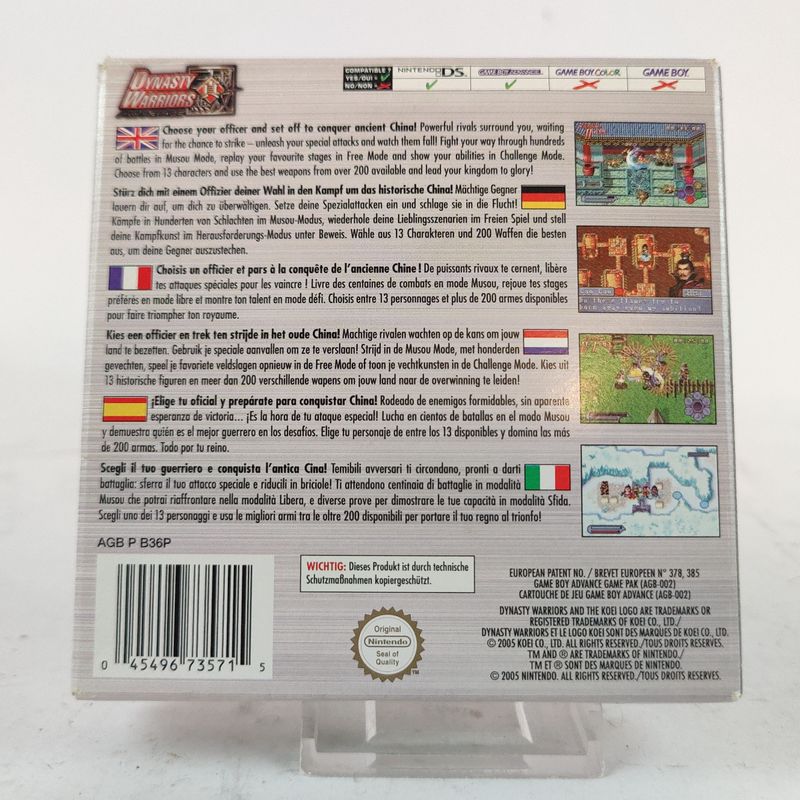 DYNASTY WARRIORS
COMPATIBLE ?
YES/OUI =
NO/NON =
NINTENDO DS
GAME BOY ADVANCE
GAME BOY COLOR
GAME BOY
Choose your officer and set off to conquer ancient China! Powerful rivals surround you, waiting
for the chance to strike – unleash your special attacks and watch them fall! Fight your way through
hundreds of battles in Musou Mode, replay your favourite stages in Free Mode and show your abilities in Challenge Mode.
Choose from 13 characters and use the best weapons from over 200 available and lead your kingdom to glory!
Stürz dich mit einem Offizier deiner Wahl in den Kampf um das historische China! Mächtige Gegner
lauern dir auf, um dich zu überwältigen. Setze deine Spezialattacken ein und schlage sie in die Flucht!
Kämpfe in Hunderten von Schlachten im Musou-Modus, wiederhole deine Lieblingsszenarien im Freien Spiel und stell
deine Kampfkunst im Herausforderungs-Modus unter Beweis. Wähle aus 13 Charakteren und 200 Waffen die besten
aus, um deine Gegner auszustechen.
Choisis un officier et pars à la conquête de l'ancienne Chine ! De puissants rivaux te cernent, libère
tes attaques spéciales pour les vaincre ! Livre des centaines de combats en mode Musou, rejoue tes stages
préférés en mode libre et montre ton talent en mode défi. Choisis entre 13 personnages et plus de 200 armes disponibles
pour faire triompher ton royaume.
Kies een officier en trek ten strijde in het oude China! Machtige rivalen wachten op de kans om jouw
land te bezetten. Gebruik je speciale aanvallen om ze te verslaan! Strijd in de Musou Mode, met honderden
gevechten, speel je favoriete veldslagen opnieuw in de Free Mode of toon je vechtkunsten in de Challenge Mode. Kies uit
13 historische figuren en meer dan 200 verschillende wapens om jouw land naar de overwinning te leiden!
¡Elige tu oficial y prepárate para conquistar China! Rodeado de enemigos formidables, sin aparente
esperanza de victoria... ¡Es la hora de tu ataque especial! Lucha en cientos de batallas en el modo Musou
y demuestra quién es el mejor guerrero en los desafíos. Elige tu personaje de entre los 13 disponibles y domina las más
de 200 armas. Todo por tu reino.
Scegli il tuo guerriero e conquista l'antica Cina! Temibili avversari ti circondano, pronti a darti
battaglia: sferra il tuo attacco speciale e riducili in briciole! Ti attendono centinaia di battaglie in modalità
Musou che potrai riaffrontare nella modalità Libera, e diverse prove per dimostrare le tue capacità in modalità Sfida.
Scegli uno dei 13 personaggi e usa le migliori armi tra le oltre 200 disponibili per portare il tuo regno al trionfo!
AGB P B36P
0 45496 73571 5
WICHTIG: Dieses Produkt ist durch technische
Schutzmaßnahmen kopiergeschützt.
Original
Nintendo
Seal of
Quality
TM
EUROPEAN PATENT NO. / BREVET EUROPEEN N° 378, 385
GAME BOY ADVANCE GAME PAK (AGB-002)
CARTOUCHE DE JEU GAME BOY ADVANCE (AGB-002)
DYNASTY WARRIORS AND THE KOEI LOGO ARE TRADEMARKS OR
REGISTERED TRADEMARKS OF KOEI CO., LTD./
DYNASTY WARRIORS ET LE LOGO KOEI SONT DES MARQUES DE KOEI CO., LTD.
© 2005 KOEI CO., LTD. ALL RIGHTS RESERVED./TOUS DROITS RESERVES.
TM AND ® ARE TRADEMARKS OF NINTENDO./
TM ET ® SONT DES MARQUES DE NINTENDO.
© 2005 NINTENDO. ALL RIGHTS RESERVED./TOUS DROITS RESERVES.